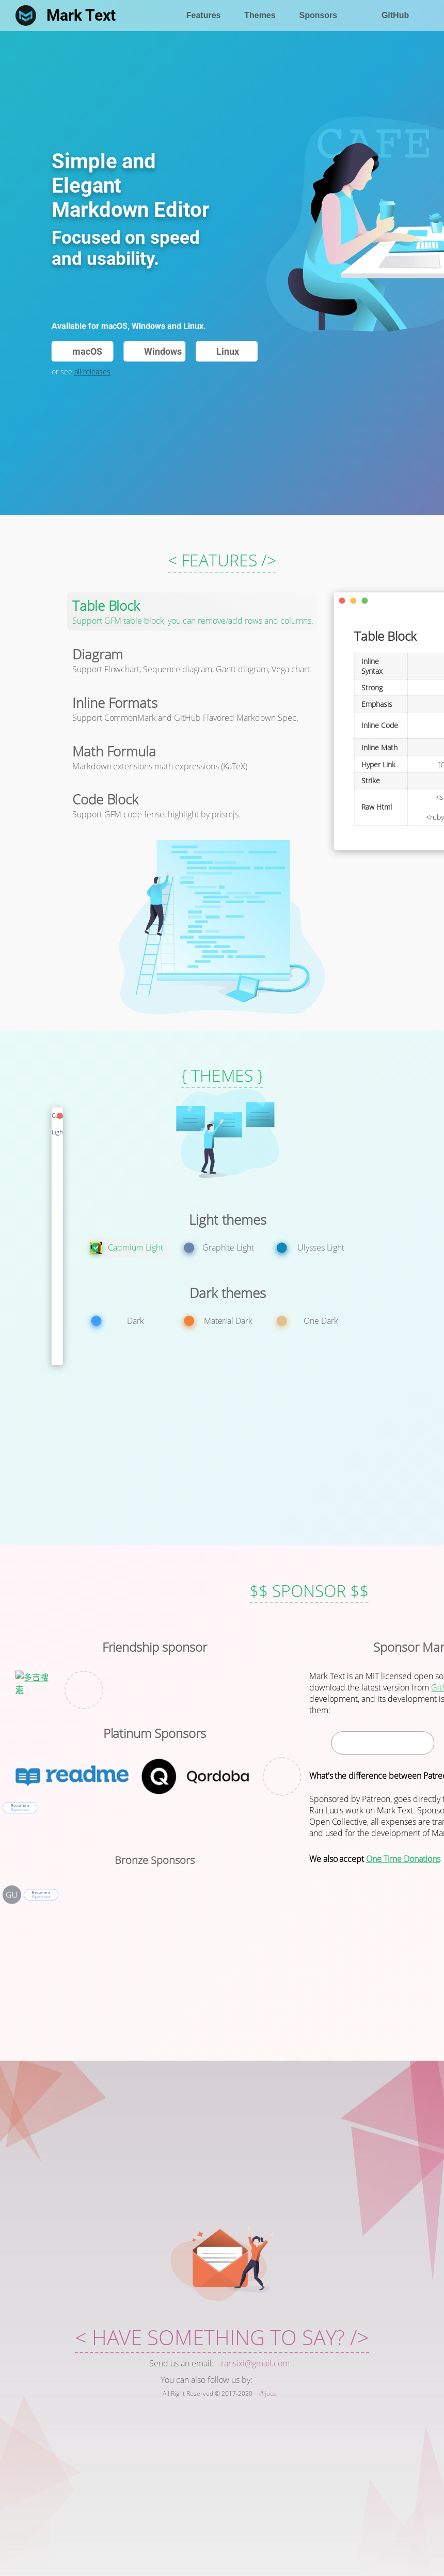 Mark Text
Features
Themes
Sponsors
GitHub
CAFE
Simple and
Elegant
Markdown Editor
Focused on speed
and usability.
Available for macOS, Windows and Linux.
macOS
Windows
Linux
or see all releases
< FEATURES />
Table Block
Support GFM table block, you can remove/add rows and columns.
Diagram
Support Flowchart, Sequence diagram, Gantt diagram, Vega chart.
Inline Formats
Support CommonMark and GitHub Flavored Markdown Spec.
Math Formula
Markdown extensions math expressions (KaTeX)
Code Block
Support GFM code fense, highlight by prismjs.
Table Block
Inline
Syntax
Strong
Emphasis
Inline Code
Inline Math
Hyper Link
[G
Strike
<s
Raw Html
<ruby
{ THEMES }
Ligh
Light themes
Cadmium Light
Graphite Light
Ulysses Light
Dark themes
Dark
Material Dark
One Dark
$$ SPONSOR $$
Friendship sponsor
多吉搜
索
Platinum Sponsors
readme
Qordoba
Become a
Sponsor
Bronze Sponsors
GU
Become a
Sponsor
Sponsor Mar
Mark Text is an MIT licensed open so
download the latest version from Git
development, and its development is
them:
What's the difference between Patreo
Sponsored by Patreon, goes directly t
Ran Luo's work on Mark Text. Sponso
Open Collective, all expenses are tran
and used for the development of Mar
We also accept One Time Donations
< HAVE SOMETHING TO SAY? />
Send us an email: ransixi@gmail.com
You can also follow us by:
All Right Reserved © 2017-2020 @jocs